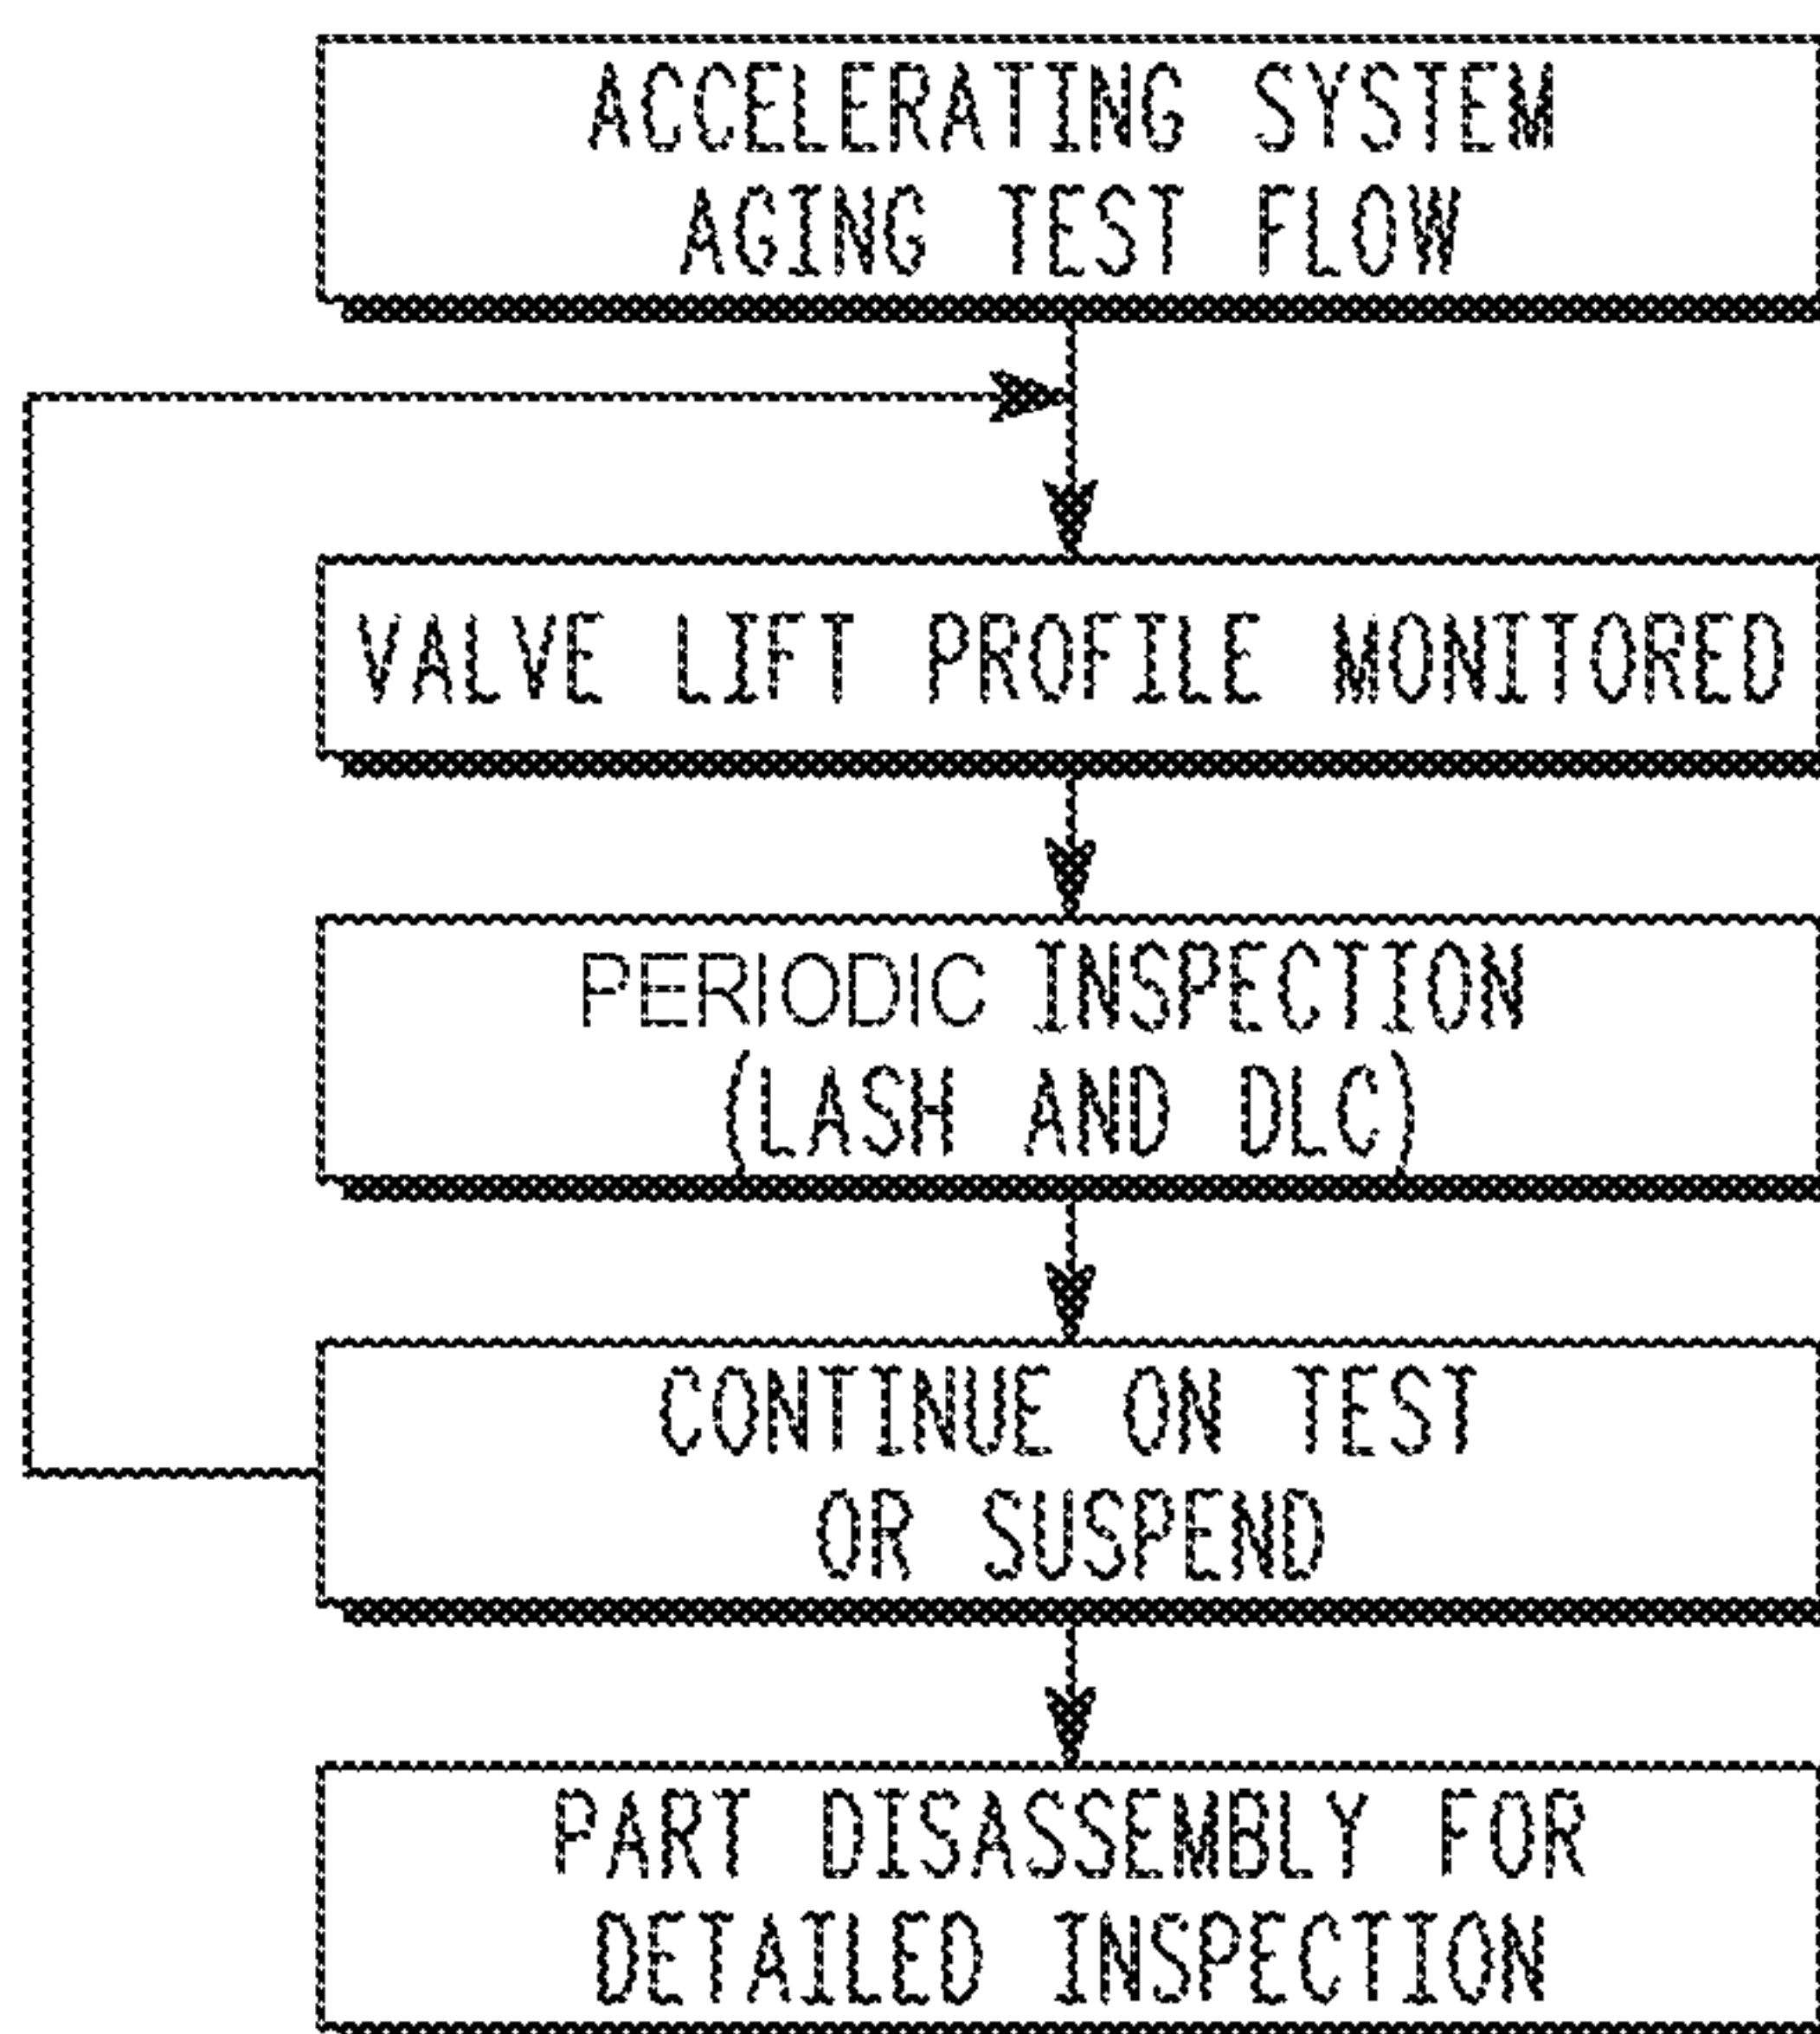 ACCELERATING SYSTEM
AGING TEST FLOW
VALVE LIFT PROFILE MONITORED
PERIODIC INSPECTION
(LASH AND DLC)
CONTINUE ON TEST
OR SUSPEND
PART DISASSEMBLY FOR
DETAILED INSPECTION